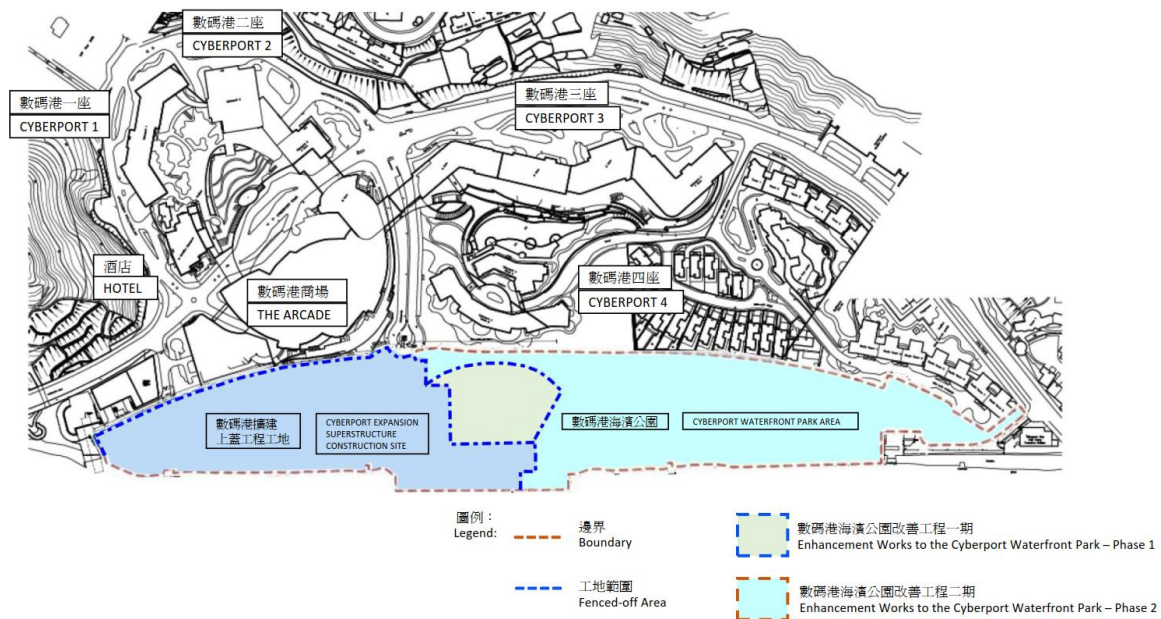 數碼港二座
CYBERPORT 2
數碼港一座
CYBERPORT 1
數碼港三座
CYBERPORT 3
酒店
HOTEL
數碼港商場
THE ARCADE
數碼港四座
CYBERPORT 4
數碼港擴建
上蓋工程工地
CYBERPORT EXPANSION
SUPERSTRUCTURE
CONSTRUCTION SITE
數碼港海濱公園
CYBERPORT WATERFRONT PARK AREA
圖例：
Legend:
邊界
Boundary
數碼港海濱公園改善工程一期
Enhancement Works to the Cyberport Waterfront Park – Phase 1
工地範圍
Fenced-off Area
數碼港海濱公園改善工程二期
Enhancement Works to the Cyberport Waterfront Park – Phase 2